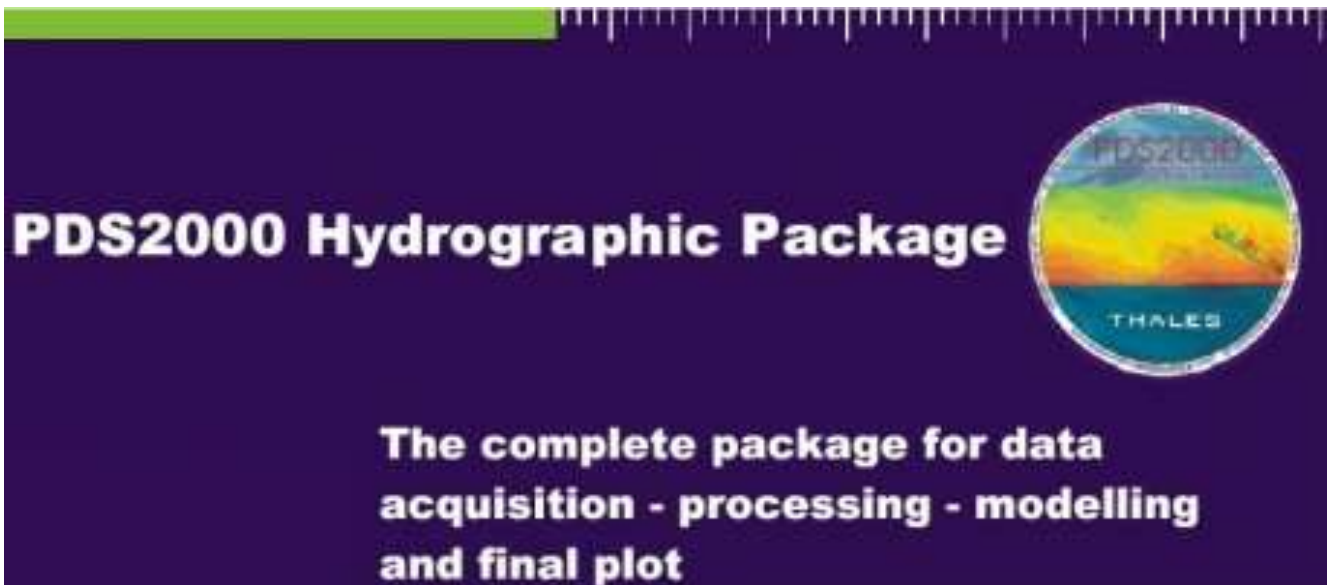 PDS2000 Hydrographic Package
PDS2000
THALES
The complete package for data
acquisition - processing - modelling
and final plot